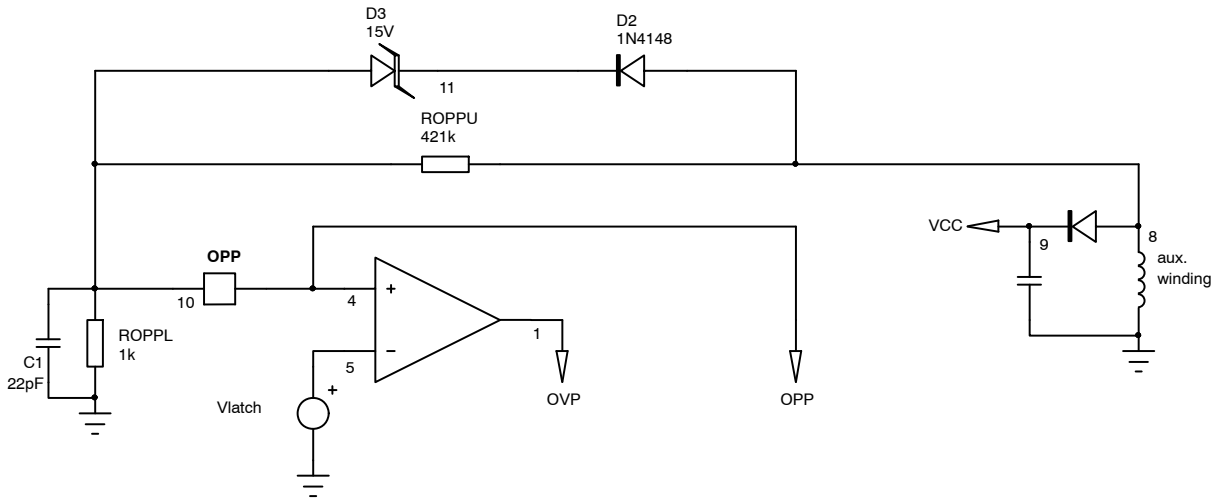 D3
15V
D2
1N4148
11
ROPPU
421k
VCC
9
8
aux.
winding
OPP
10
4
+
ROPPL
1k
C1
22pF
5
−
1
+
Vlatch
OVP
OPP